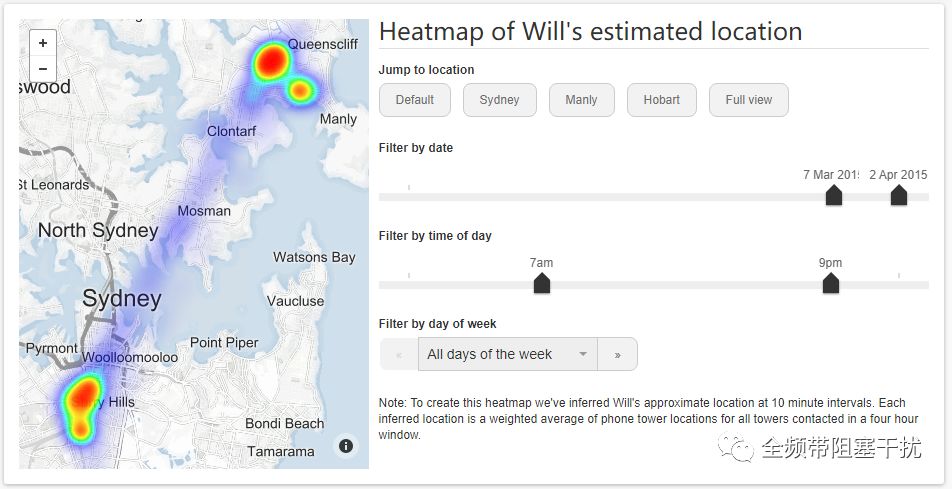 +
−
swood
Queenscliff
Manly
Clontarf
St Leonards
Mosman
North Sydney
Watsons Bay
Sydney
Vaucluse
Pyrmont
Woolloomooloo
Point Piper
ry Hills
Bondi Beach
Tamarama
Heatmap of Will's estimated location
Jump to location
Default Sydney Manly Hobart Full view
Filter by date
7 Mar 201 2 Apr 2015
Filter by time of day
7am 9pm
Filter by day of week
« All days of the week »
Note: To create this heatmap we've inferred Will's approximate location at 10 minute intervals. Each
inferred location is a weighted average of phone tower locations for all towers contacted in a four hour
window.
全频带阻塞干扰